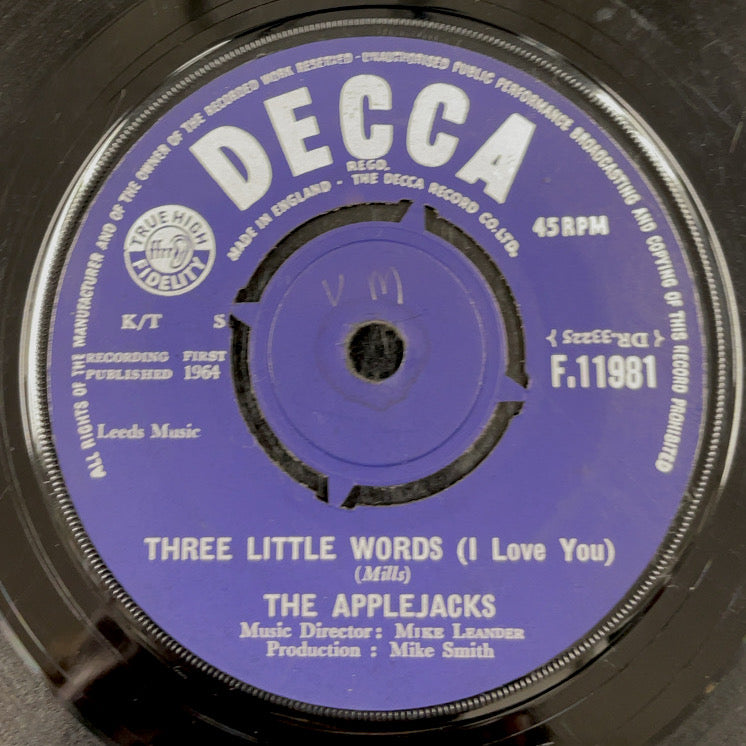 ALL RIGHTS OF THE MANUFACTURER AND OF THE OWNER OF THE RECORDED WORK RESERVED - UNAUTHORISED PUBLIC PERFORMANCE BROADCASTING AND COPYING OF THIS RECORD PROHIBITED
DECCA
REGD.
MADE IN ENGLAND - THE DECCA RECORD CO. LTD.
45 RPM
TRUE HIGH
ffrr
FIDELITY
V M
K/T S
{ DR-33225 }
RECORDING FIRST
PUBLISHED 1964
F.11981
Leeds Music
THREE LITTLE WORDS (I Love You)
(Mills)
THE APPLEJACKS
Music Director: MIKE LEANDER
Production : Mike Smith